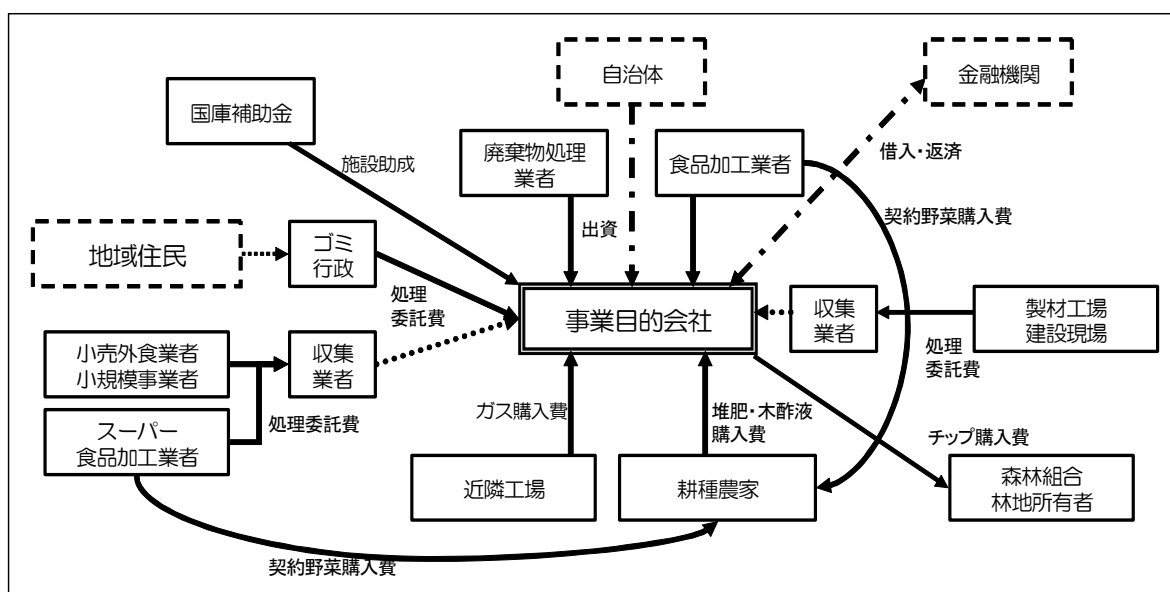 自治体
金融機関
国庫補助金
廃棄物処理
業者
食品加工業者
借入・返済
施設助成
契約野菜購入費
出資
地域住民
ゴミ
行政
処理
委託費
事業目的会社
収集
業者
製材工場
建設現場
処理
委託費
小売外食業者
小規模事業者
収集
業者
処理委託費
スーパー
食品加工業者
ガス購入費
堆肥・木酢液
購入費
チップ購入費
近隣工場
耕種農家
森林組合
林地所有者
契約野菜購入費